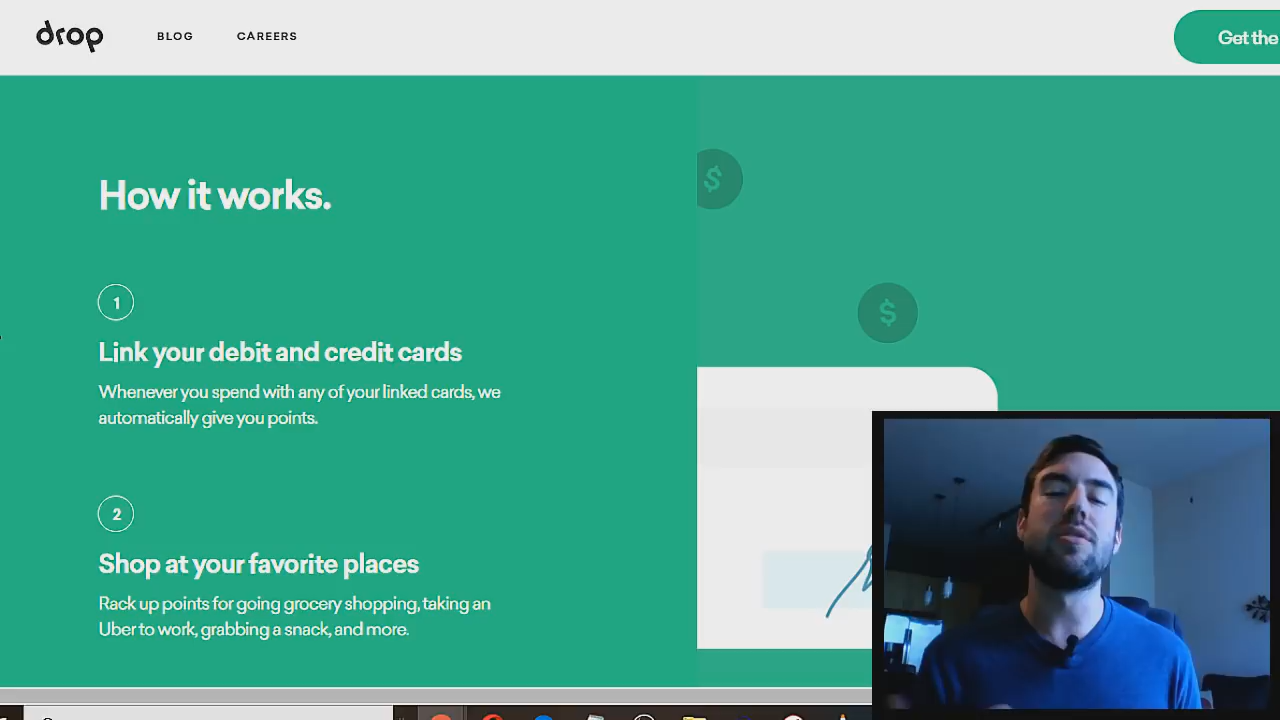 drop
BLOG
CAREERS
Get the
How it works.
$
$
1
Link your debit and credit cards
Whenever you spend with any of your linked cards, we
automatically give you points.
2
Shop at your favorite places
Rack up points for going grocery shopping, taking an
Uber to work, grabbing a snack, and more.